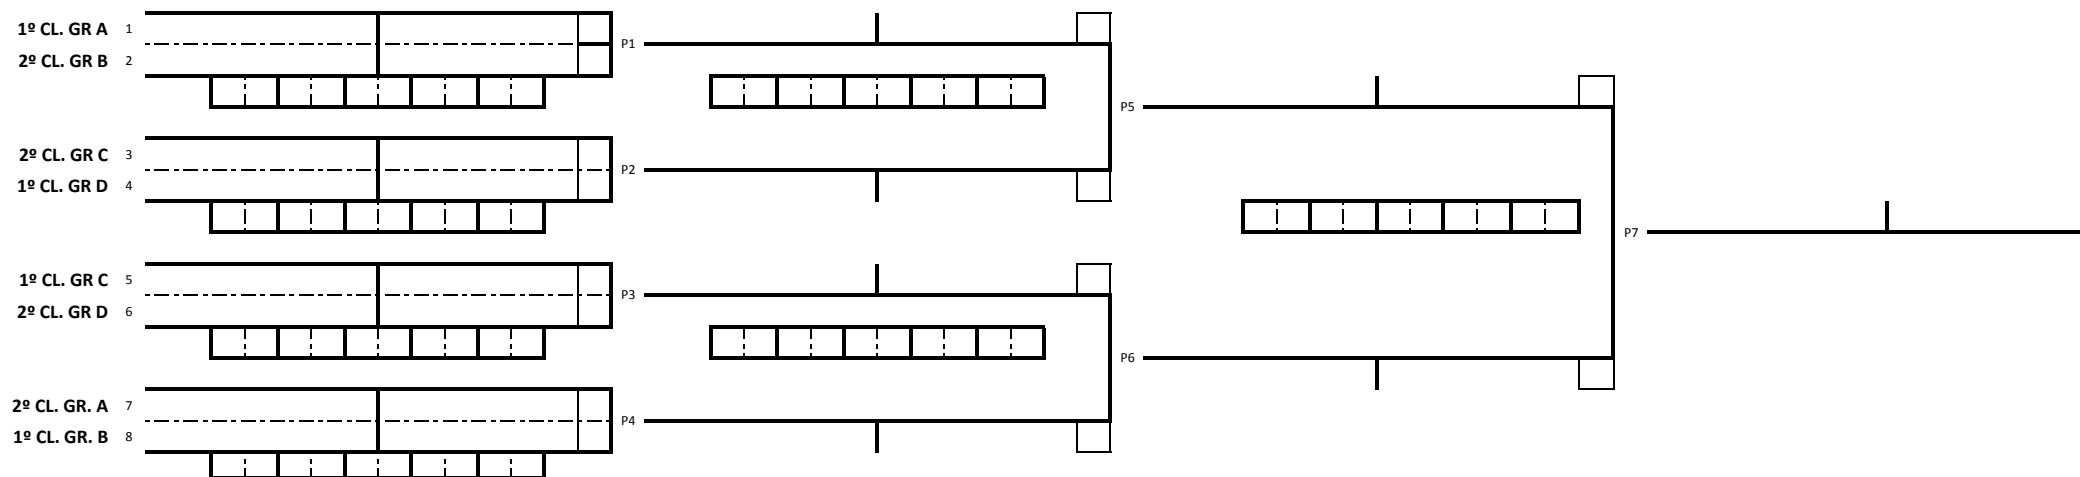 1º CL. GR A 1
P1
2º CL. GR B 2
P5
2º CL. GR C 3
P2
1º CL. GR D 4
P7
1º CL. GR C 5
P3
2º CL. GR D 6
P6
2º CL. GR. A 7
P4
1º CL. GR. B 8